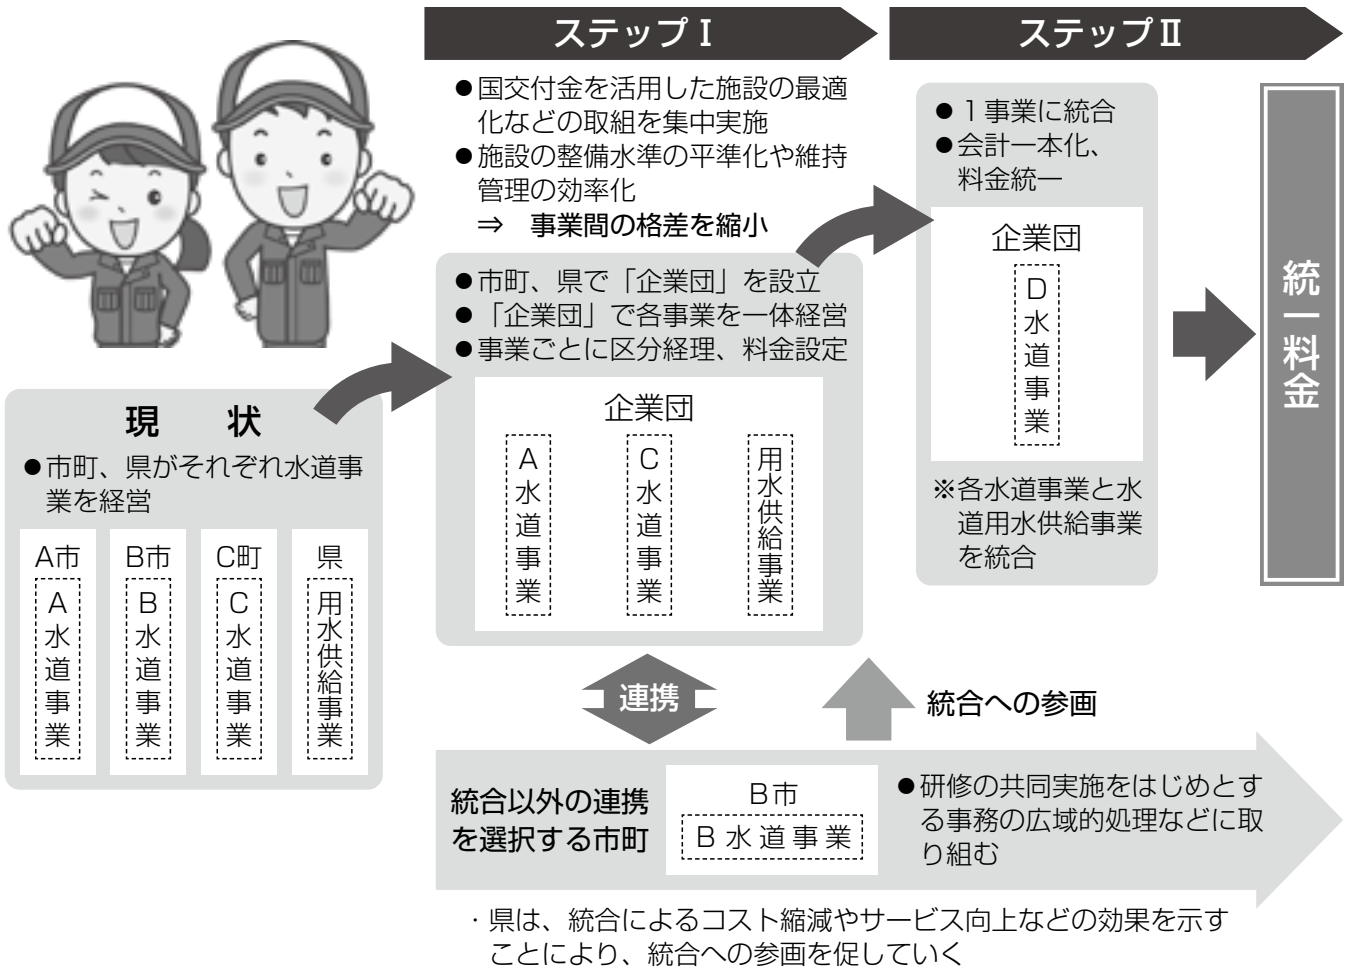 ステップⅠ
●国交付金を活用した施設の最適
化などの取組を集中実施
●施設の整備水準の平準化や維持
管理の効率化
⇒　事業間の格差を縮小
●市町、県で「企業団」を設立
●「企業団」で各事業を一体経営
●事業ごとに区分経理、料金設定
企業団
A水道事業
C水道事業
用水供給事業
ステップⅡ
●１事業に統合
●会計一本化、
料金統一
企業団
D水道事業
※各水道事業と水
道用水供給事業
を統合
統一料金
現　状
●市町、県がそれぞれ水道事
業を経営
A市
A水道事業
B市
B水道事業
C町
C水道事業
県
用水供給事業
連携
統合への参画
統合以外の連携
を選択する市町
B市
B水道事業
●研修の共同実施をはじめとす
る事務の広域的処理などに取
り組む
・県は、統合によるコスト縮減やサービス向上などの効果を示す
ことにより、統合への参画を促していく